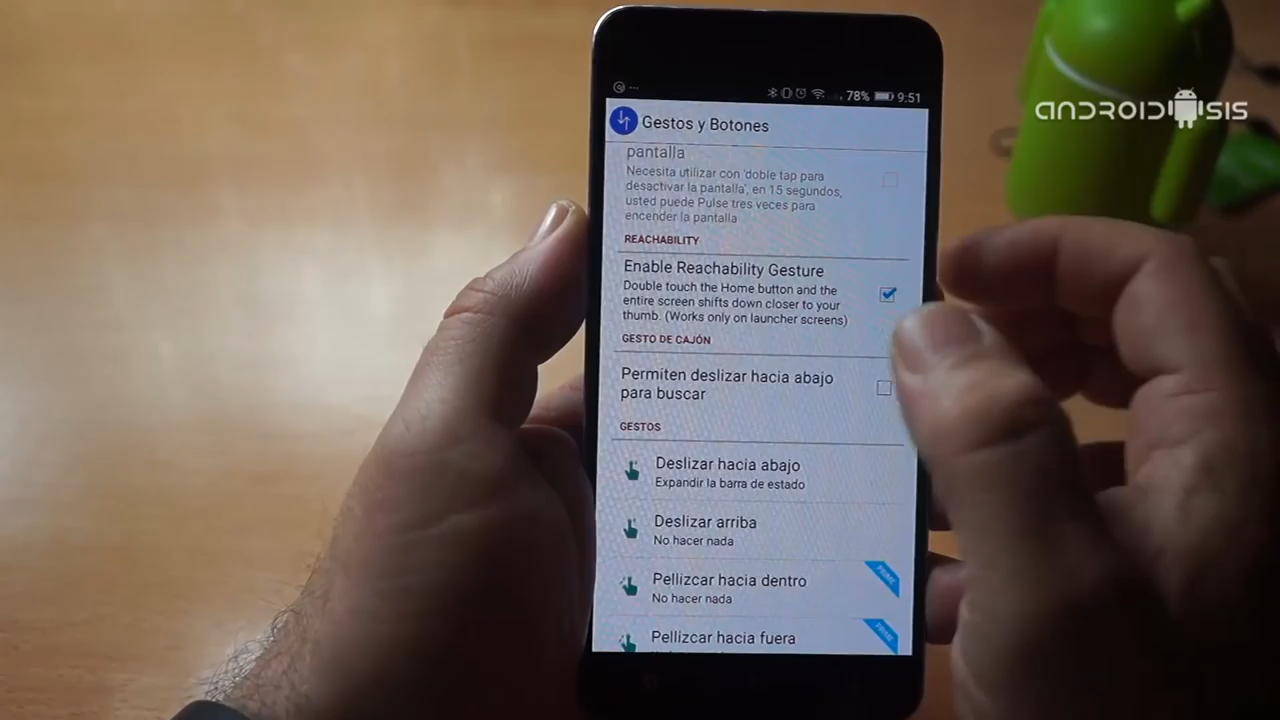 78% 9:51
ANDROIDSIS
Gestos y Botones
pantalla
Necesita utilizar con 'doble tap para
desactivar la pantalla', en 15 segundos,
usted puede Pulse tres veces para
encender la pantalla
REACHABILITY
Enable Reachability Gesture
Double touch the Home button and the
entire screen shifts down closer to your
thumb. (Works only on launcher screens)
GESTO DE CAJÓN
Permiten deslizar hacia abajo
para buscar
GESTOS
Deslizar hacia abajo
Expandir la barra de estado
Deslizar arriba
No hacer nada
Pellizcar hacia dentro
PRIME
No hacer nada
Pellizcar hacia fuera
PRIME